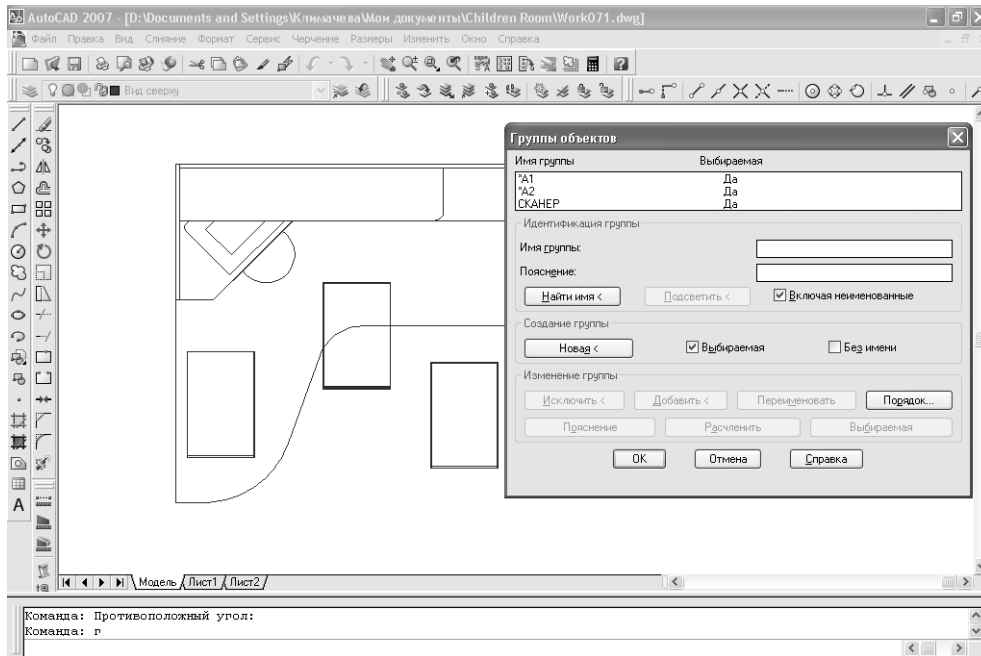 AutoCAD 2007 - [D:\Documents and Settings\Климачева\Мои документы\Children Room\Work071.dwg]
Файл Правка Вид Слияние Формат Сервис Черчение Размеры Изменить Окно Справка
Вид сверху
Группы объектов
Имя группы Выбираемая
*A1 Да
*A2 Да
СКАНЕР Да
Идентификация группы
Имя группы:
Пояснение:
Найти имя < Подсветить < Включая неименованные
Создание группы
Новая < Выбираемая Без имени
Изменение группы
Исключить < Добавить < Переименовать Порядок...
Пояснение Расчленить Выбираемая
OK Отмена Справка
A
Модель Лист1 Лист2
Команда: Противоположный угол:
Команда: г